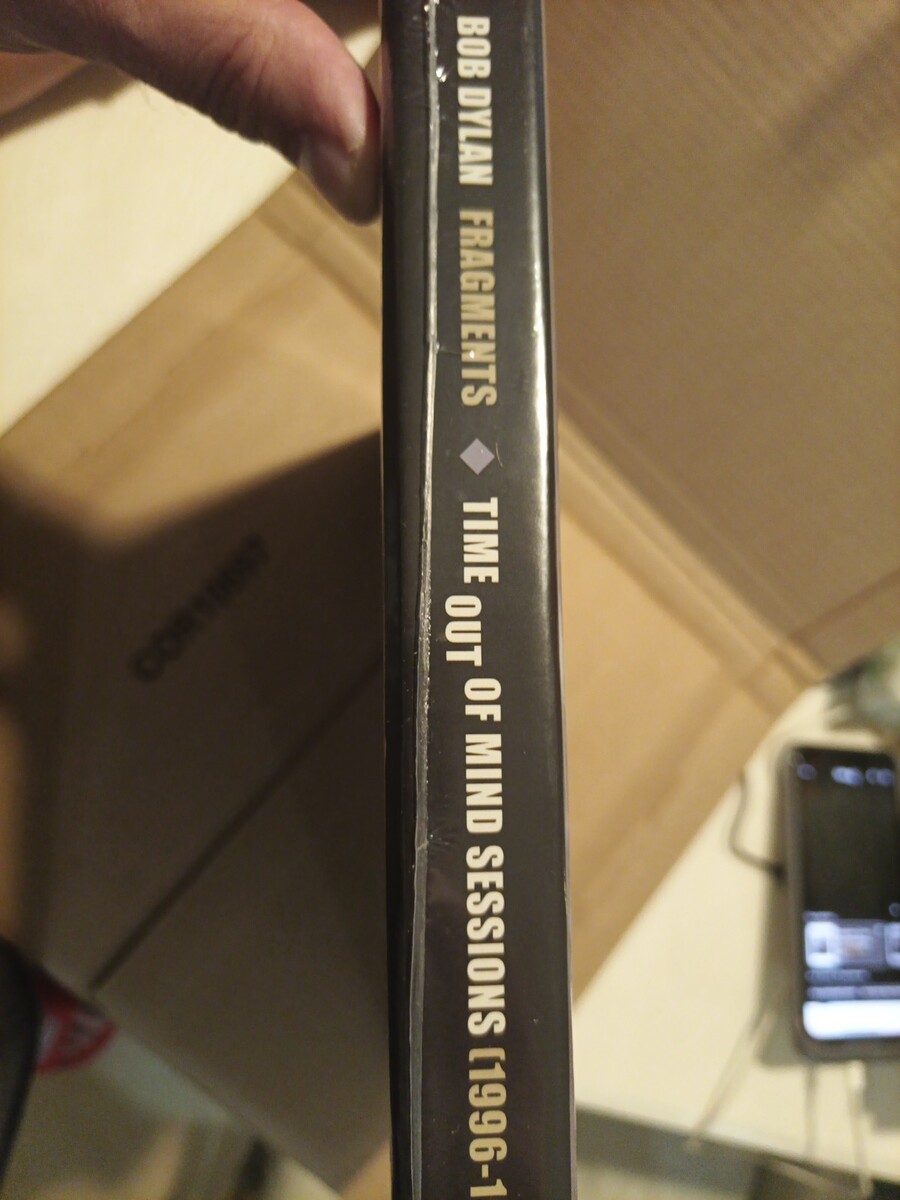 BOB DYLAN FRAGMENTS ◆ TIME OUT OF MIND SESSIONS (1996-1